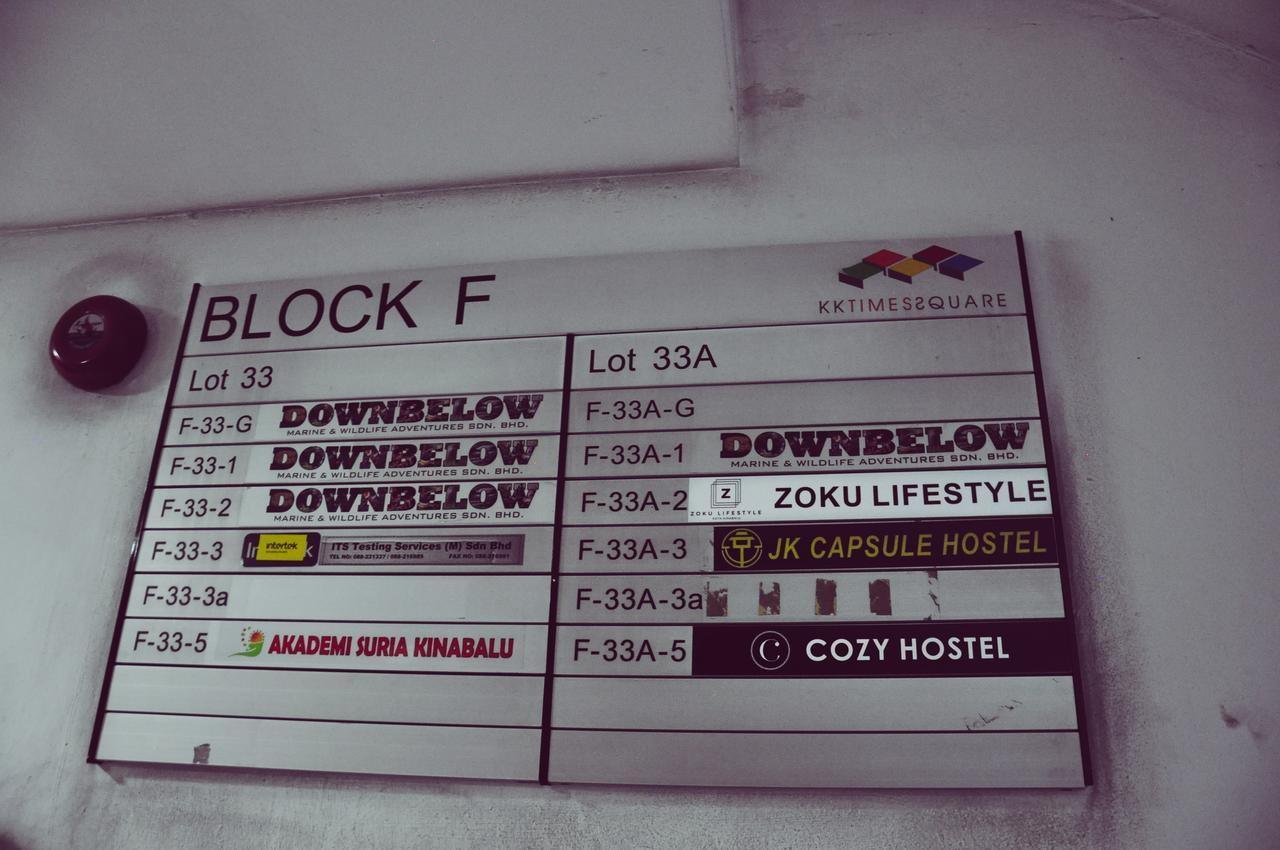 BLOCK F
KKTIMESSQUARE
Lot 33
F-33-G DOWNBELOW
MARINE & WILDLIFE ADVENTURES SDN. BHD.
F-33-1 DOWNBELOW
MARINE & WILDLIFE ADVENTURES SDN. BHD.
F-33-2 DOWNBELOW
MARINE & WILDLIFE ADVENTURES SDN. BHD.
F-33-3 intertek ITS Testing Services (M) Sdn Bhd
F-33-3a
F-33-5 AKADEMI SURIA KINABALU
Lot 33A
F-33A-G
F-33A-1 DOWNBELOW
MARINE & WILDLIFE ADVENTURES SDN. BHD.
F-33A-2 Z ZOKU LIFESTYLE
ZOKU LIFESTYLE
F-33A-3 JK CAPSULE HOSTEL
F-33A-3a
F-33A-5 C COZY HOSTEL